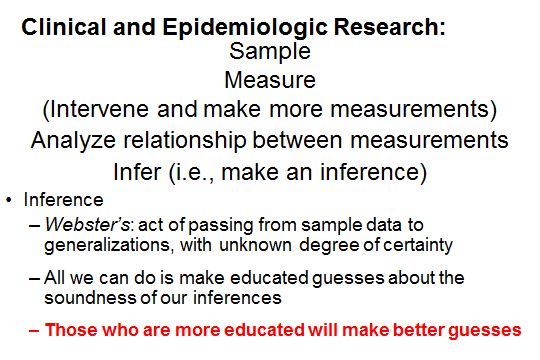 Clinical and Epidemiologic Research:
Sample
Measure
(Intervene and make more measurements)
Analyze relationship between measurements
Infer (i.e., make an inference)
• Inference
– Webster's: act of passing from sample data to
generalizations, with unknown degree of certainty
– All we can do is make educated guesses about the
soundness of our inferences
– Those who are more educated will make better guesses